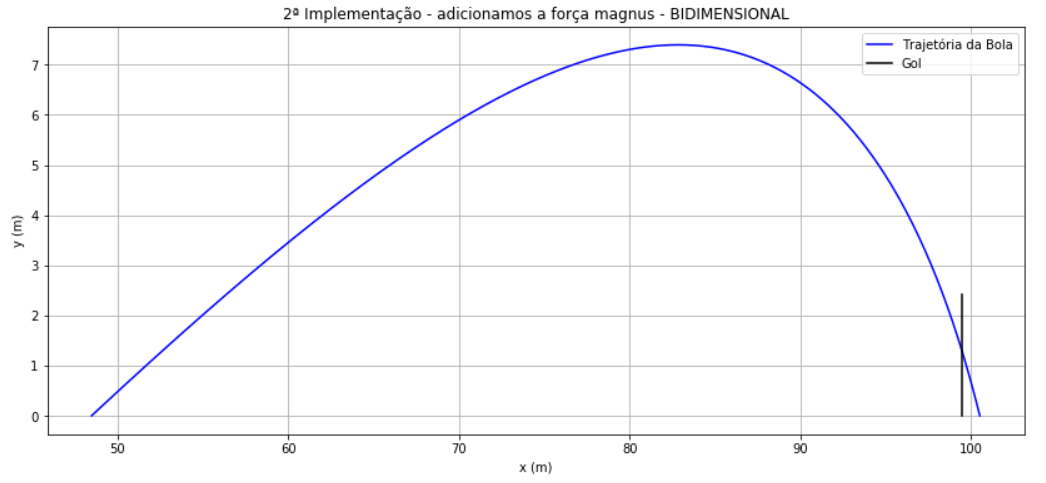 2ª Implementação - adicionamos a força magnus - BIDIMENSIONAL
Trajetória da Bola
Gol
y (m)
7
6
5
4
3
2
1
0
50 60 70 80 90 100
x (m)